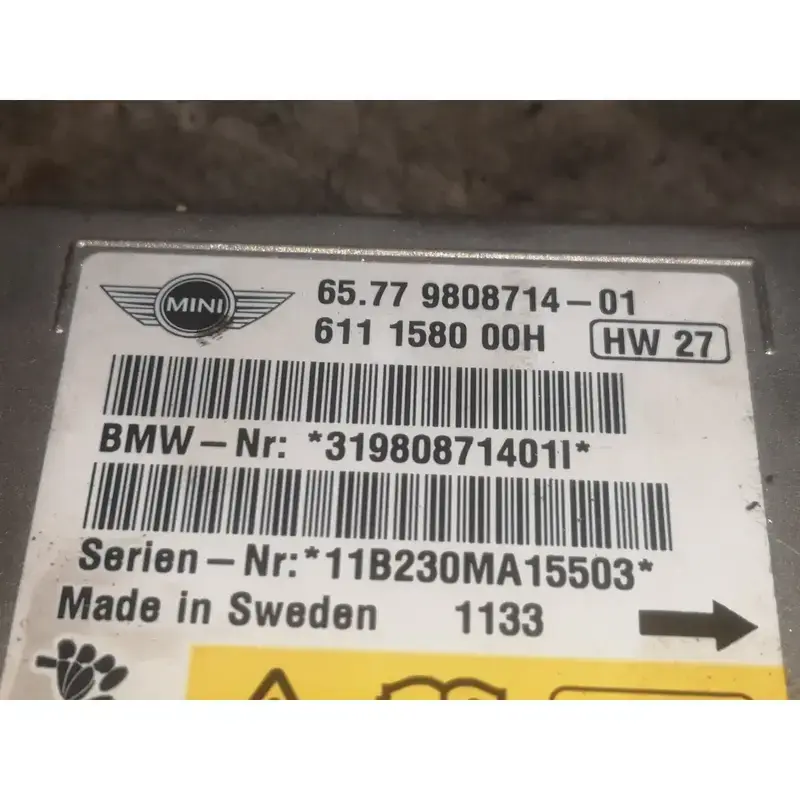 MINI
65.77 9808714-01
611 1580 00H
HW 27
BMW-Nr: *31980871401I*
Serien-Nr:*11B230MA15503*
Made in Sweden 1133